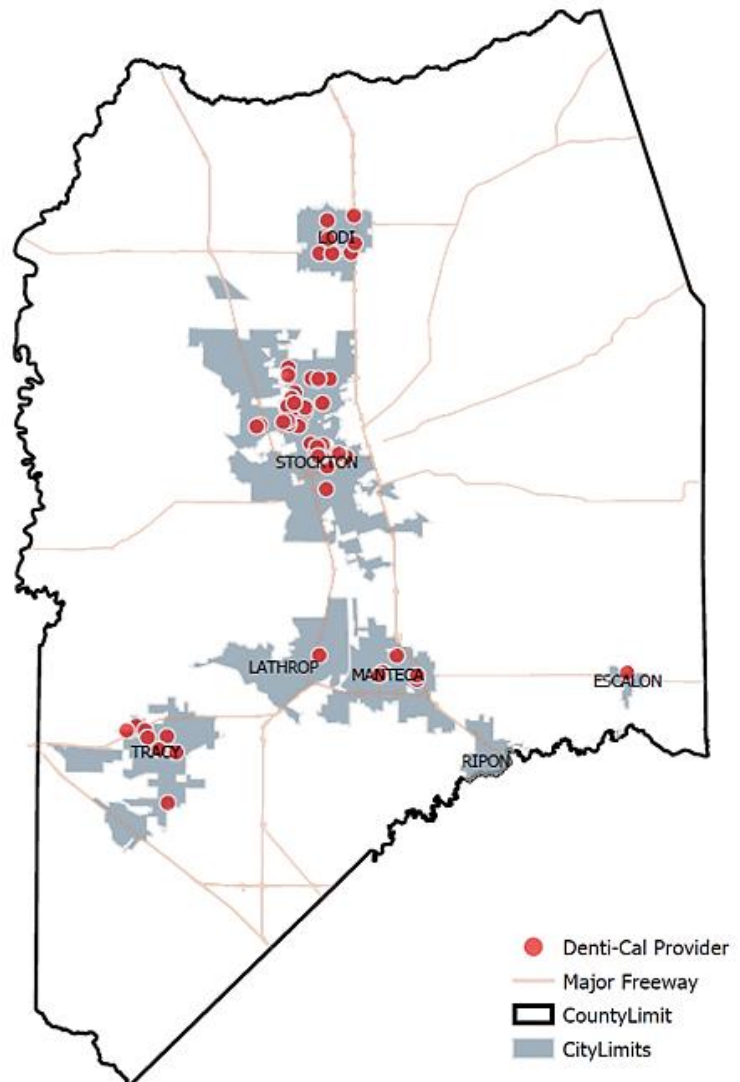 LODI
STOCKTON
LATHROP
MANTECA
ESCALON
TRACY
RIPON
Denti-Cal Provider
Major Freeway
CountyLimit
CityLimits